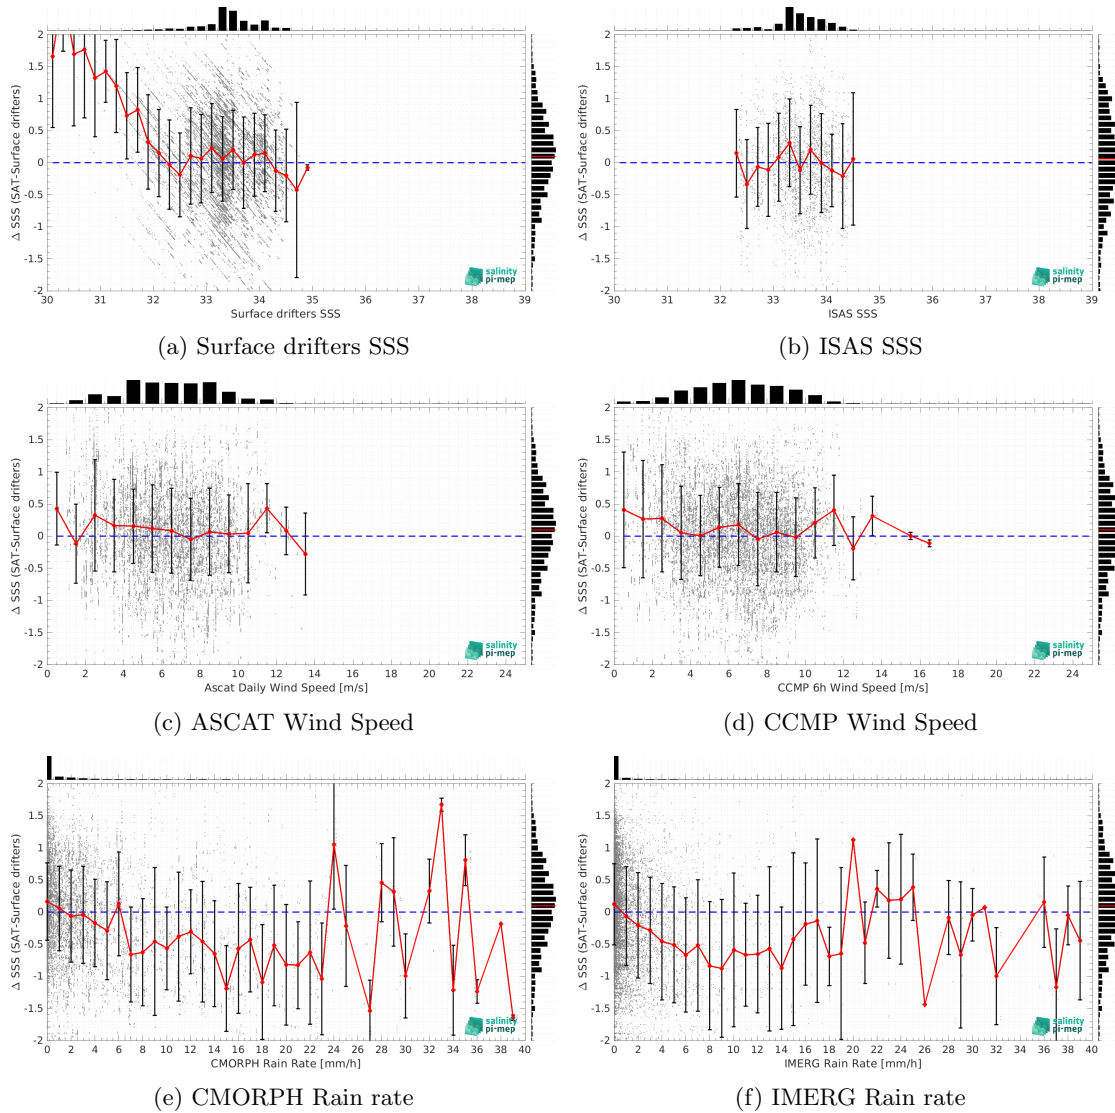 2
1.5
1
0.5
0
-0.5
-1
-1.5
-2
Δ SSS (SAT-Surface drifters)
30 31 32 33 34 35 36 37 38 39
Surface drifters SSS
salinity
pi-mep
(a) Surface drifters SSS
2
1.5
1
0.5
0
-0.5
-1
-1.5
-2
Δ SSS (SAT-Surface drifters)
30 31 32 33 34 35 36 37 38 39
ISAS SSS
salinity
pi-mep
(b) ISAS SSS
2
1.5
1
0.5
0
-0.5
-1
-1.5
-2
Δ SSS (SAT-Surface drifters)
0 2 4 6 8 10 12 14 16 18 20 22 24
Ascat Daily Wind Speed [m/s]
salinity
pi-mep
(c) ASCAT Wind Speed
2
1.5
1
0.5
0
-0.5
-1
-1.5
-2
Δ SSS (SAT-Surface drifters)
0 2 4 6 8 10 12 14 16 18 20 22 24
CCMP 6h Wind Speed [m/s]
salinity
pi-mep
(d) CCMP Wind Speed
2
1.5
1
0.5
0
-0.5
-1
-1.5
-2
Δ SSS (SAT-Surface drifters)
0 2 4 6 8 10 12 14 16 18 20 22 24 26 28 30 32 34 36 38 40
CMORPH Rain Rate [mm/h]
salinity
pi-mep
(e) CMORPH Rain rate
2
1.5
1
0.5
0
-0.5
-1
-1.5
-2
Δ SSS (SAT-Surface drifters)
0 2 4 6 8 10 12 14 16 18 20 22 24 26 28 30 32 34 36 38 40
IMERG Rain Rate [mm/h]
salinity
pi-mep
(f) IMERG Rain rate